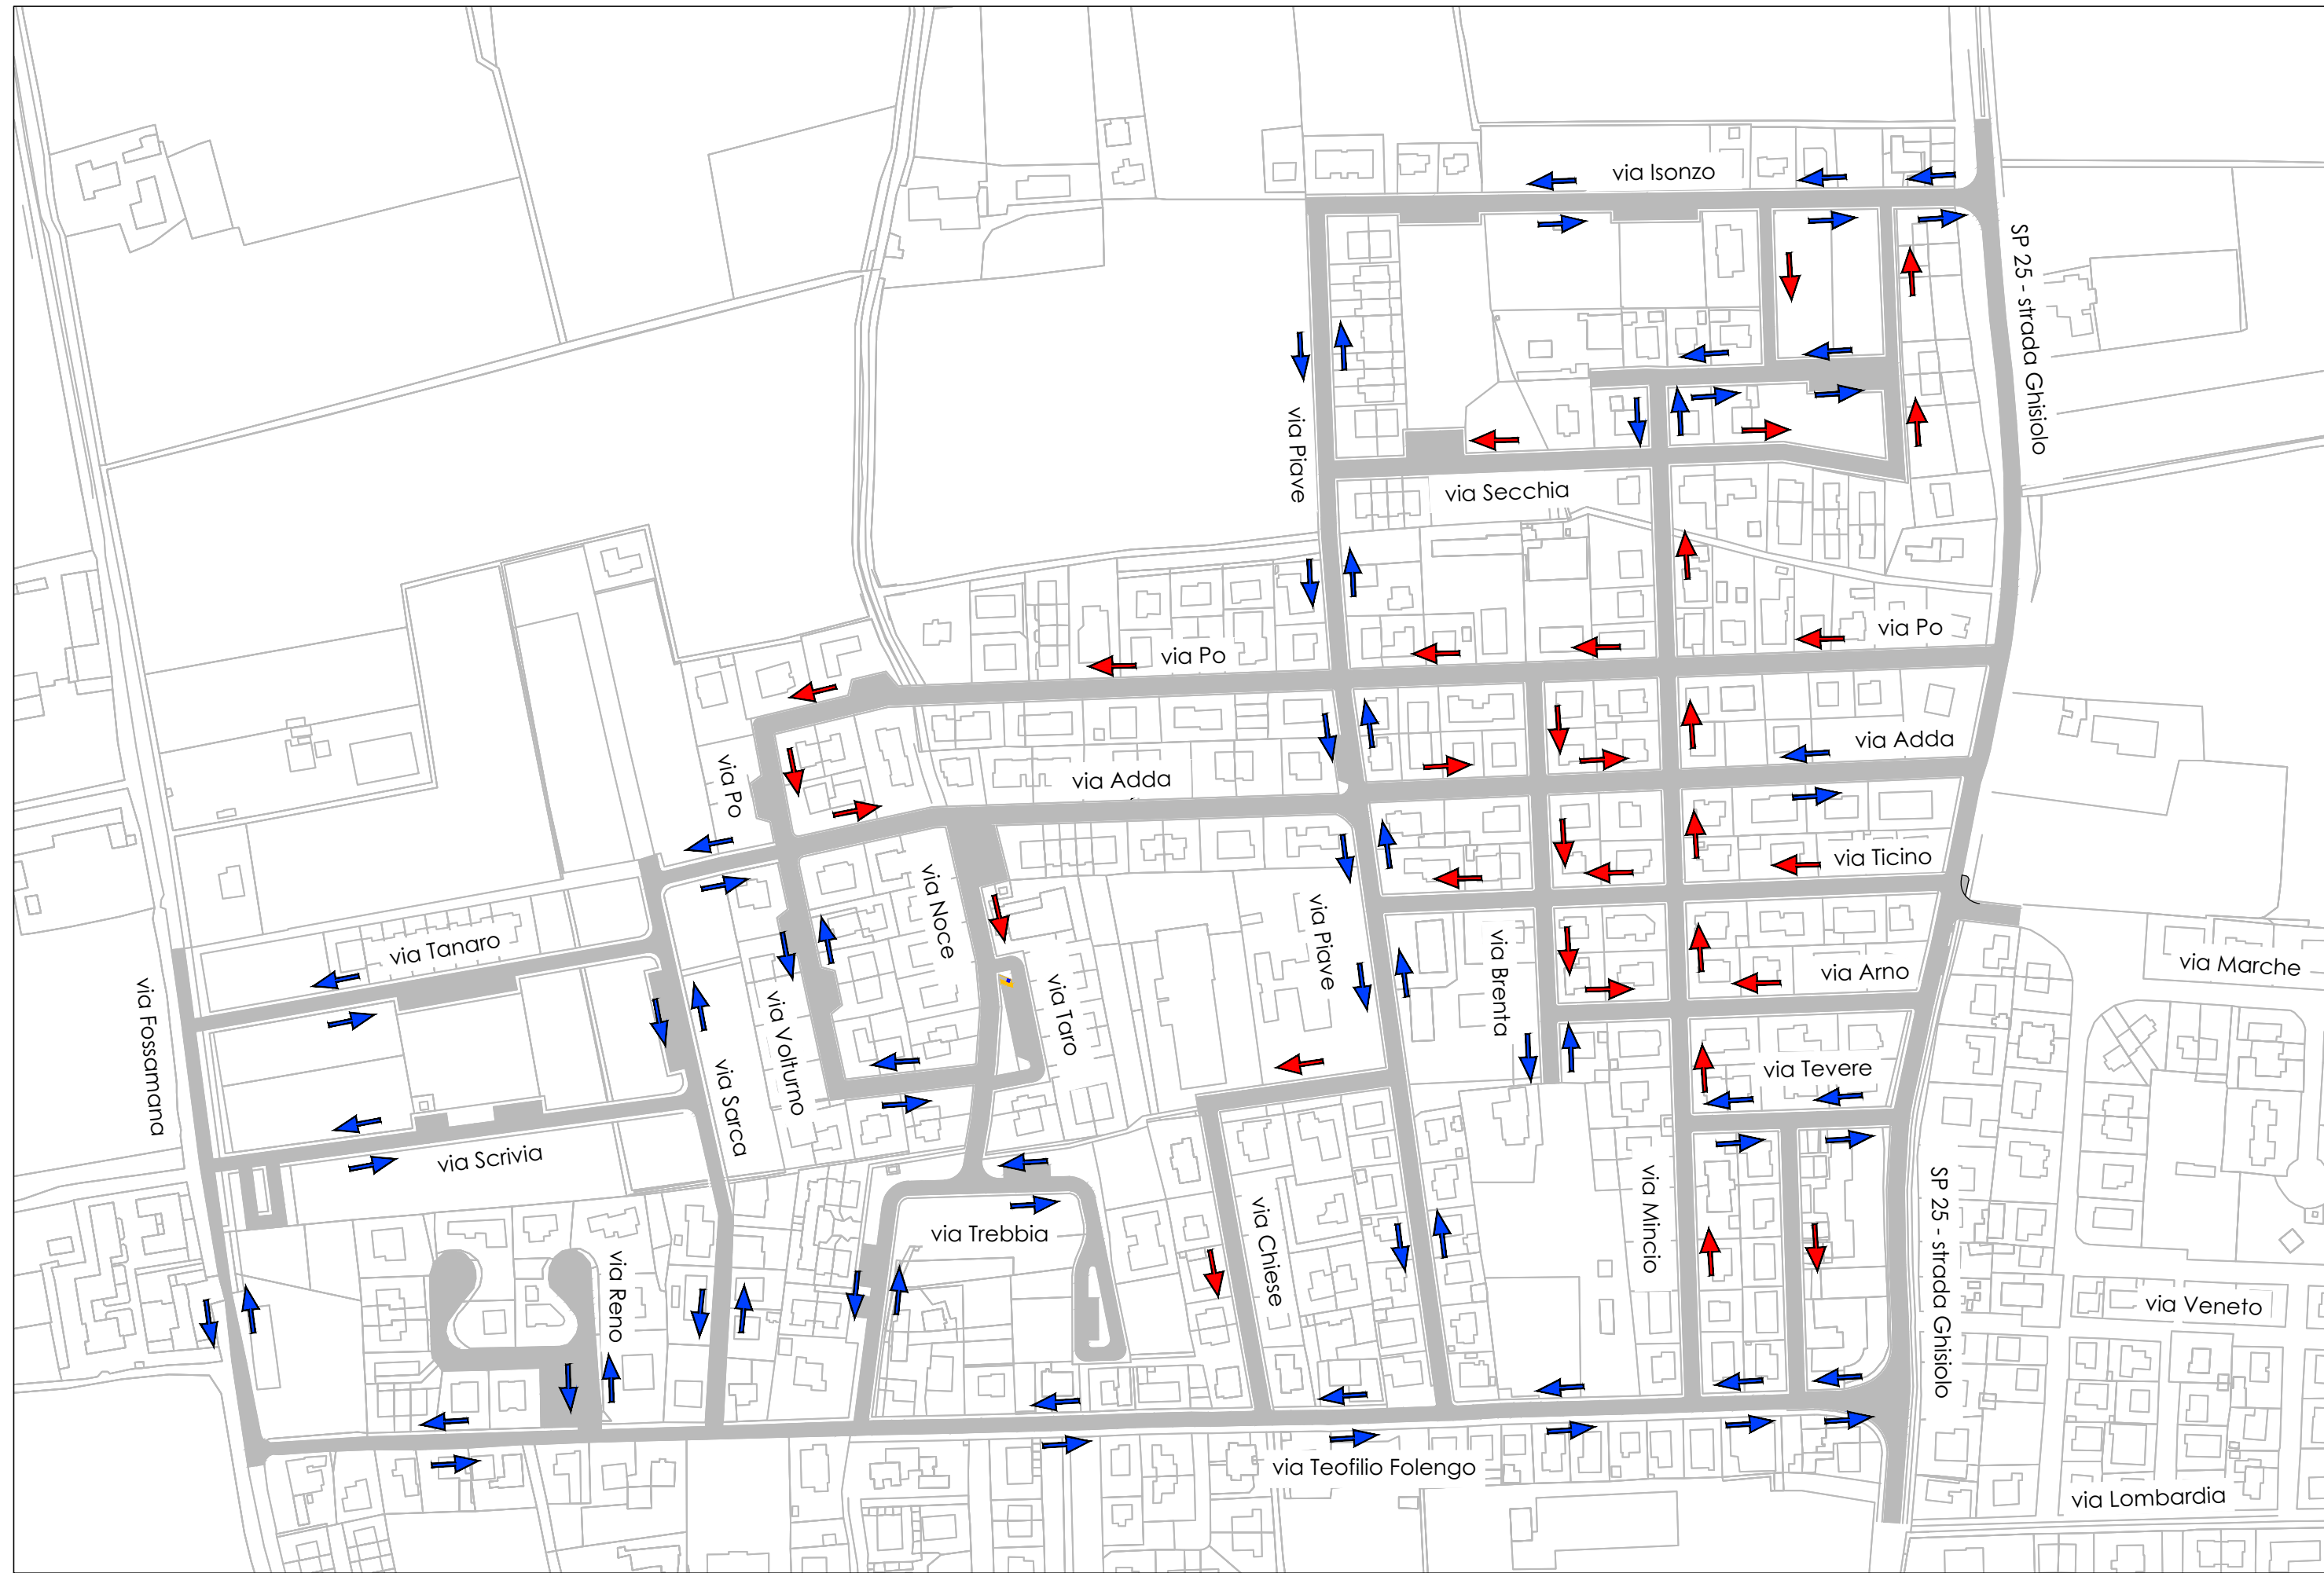 via Isonzo
SP 25 - strada Ghisiolo
via Piave
via Secchia
via Po
via Po
via Adda
via Po
via Adda
via Ticino
via Noce
via Piave
via Brenta
via Tanaro
via Arno
via Marche
via Fossamana
via Volturno
via Taro
via Sarca
via Tevere
via Scrivia
via Mincio
SP 25 - strada Ghisiolo
via Chiese
via Trebbia
via Reno
via Veneto
via Teofilio Folengo
via Lombardia